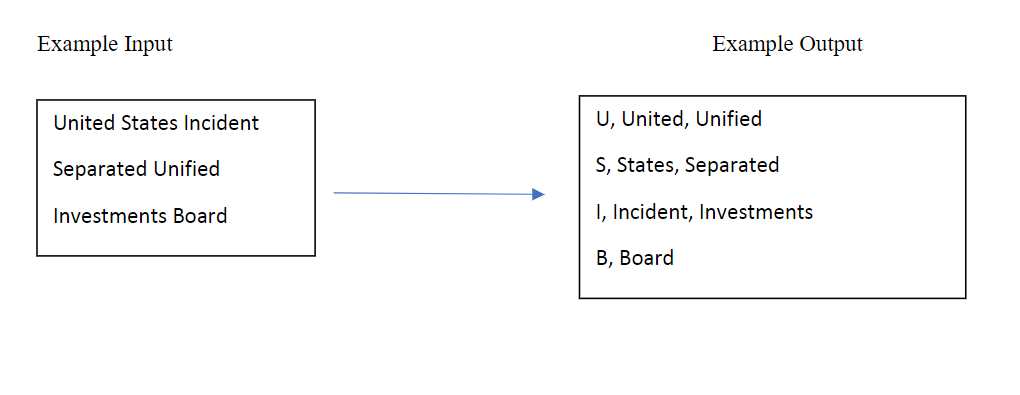 Example Input
Example Output
United States Incident
Separated Unified
Investments Board
U, United, Unified
S, States, Separated
I, Incident, Investments
B, Board